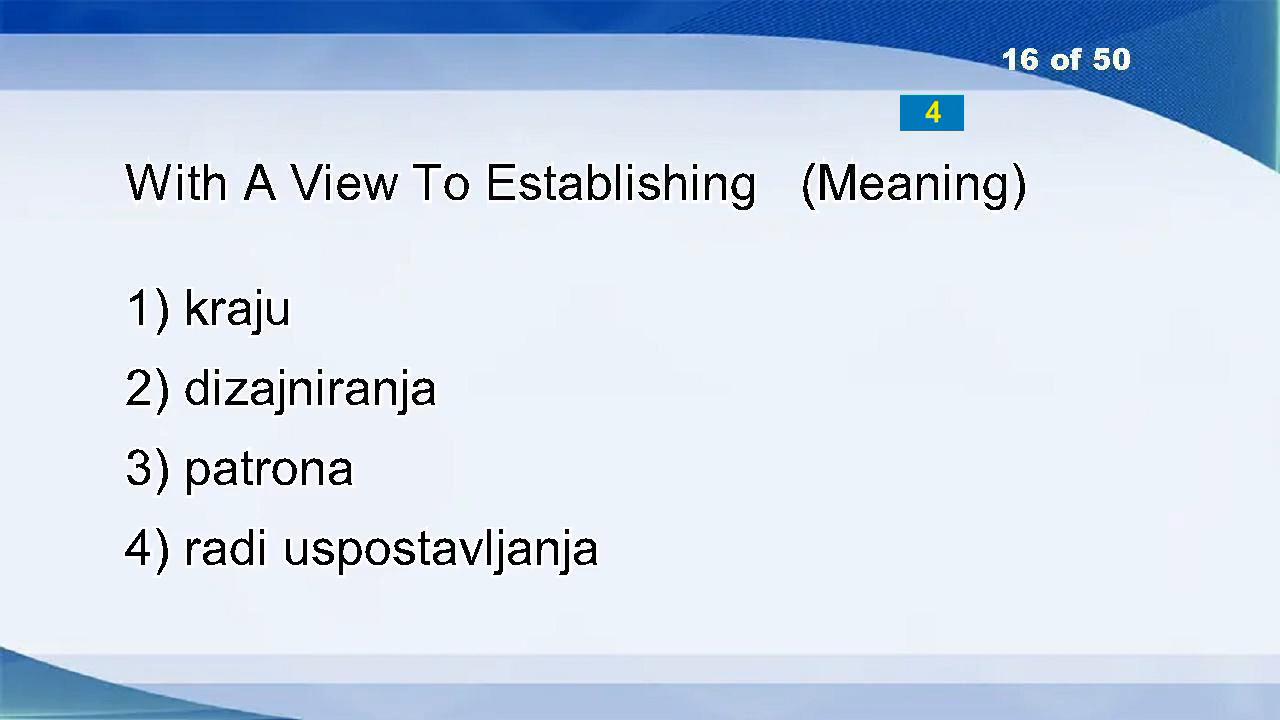 16 of 50
4
With A View To Establishing (Meaning)
1) kraju
2) dizajniranja
3) patrona
4) radi uspostavljanja